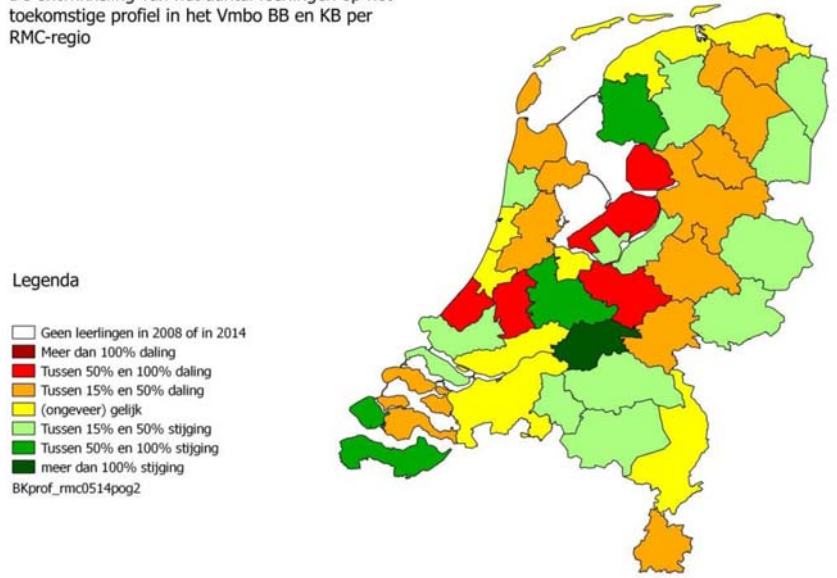 toekomstige profiel in het Vmbo BB en KB per
RMC-regio
Legenda
Geen leerlingen in 2008 of in 2014
Meer dan 100% daling
Tussen 50% en 100% daling
Tussen 15% en 50% daling
(ongeveer) gelijk
Tussen 15% en 50% stijging
Tussen 50% en 100% stijging
meer dan 100% stijging
BKprof_rmc0514pog2